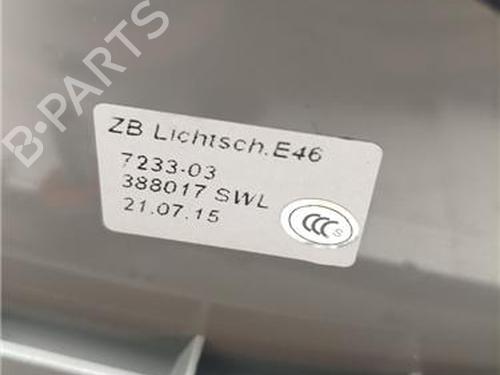 B-PARTS
ZB Lichtsch.E46
7233-03
388017 SWL
21.07.15
CCC S